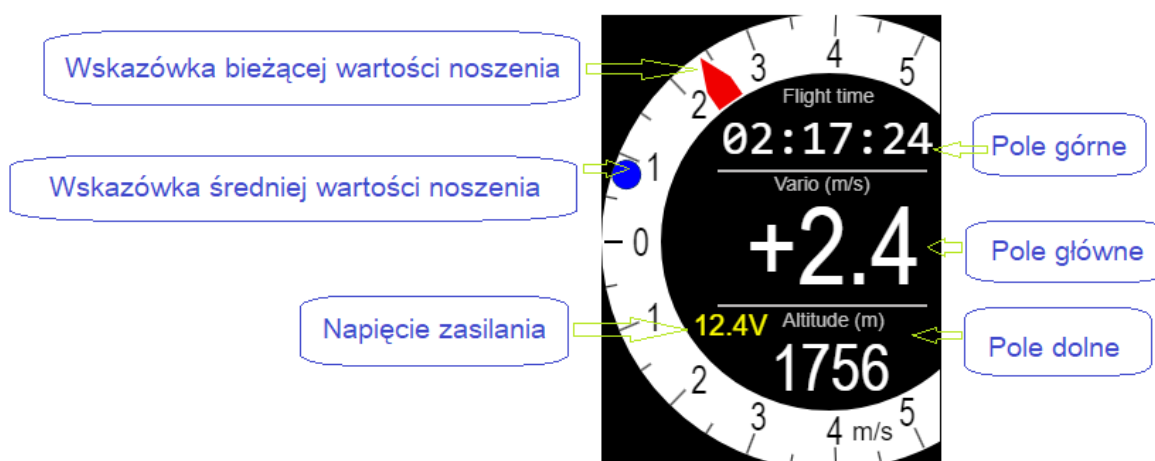 Wskazówka bieżącej wartości noszenia
Wskazówka średniej wartości noszenia
Napięcie zasilania
5
4
3
2
1
0
1
2
3
4 m/s
5
Flight time
02:17:24
Vario (m/s)
+2.4
12.4V
Altitude (m)
1756
Pole górne
Pole główne
Pole dolne